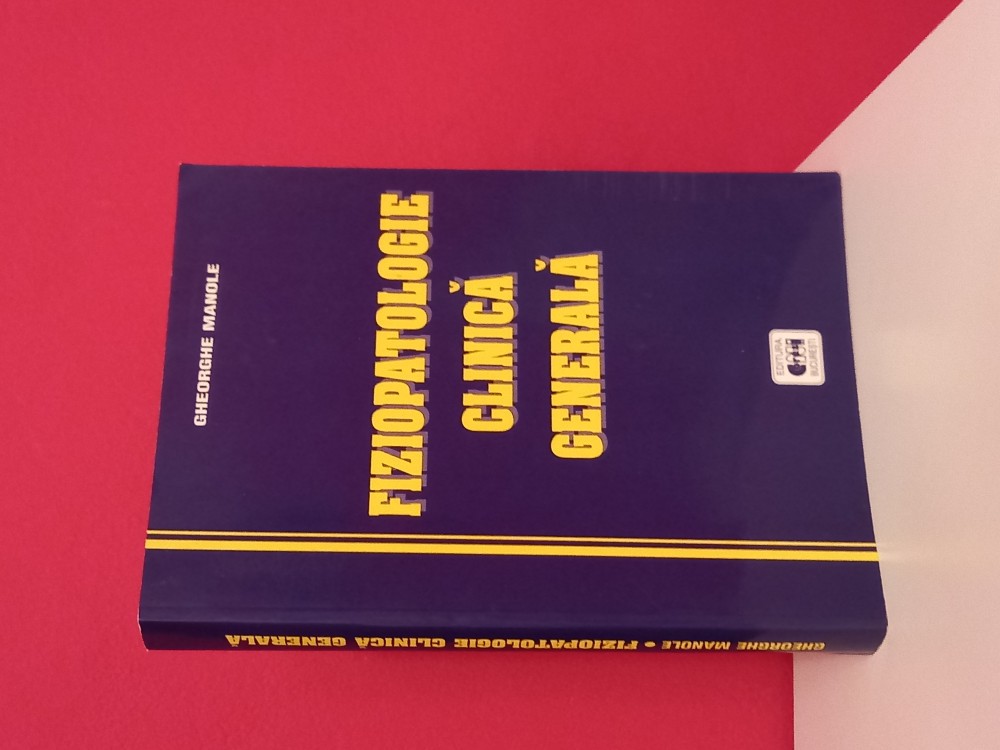 GHEORGHE MANOLE
FIZIOPATOLOGIE
CLINICĂ
GENERALĂ
EDITURA
BUCUREȘTI
GHEORGHE MANOLE • FIZIOPATOLOGIE CLINICĂ GENERALĂ